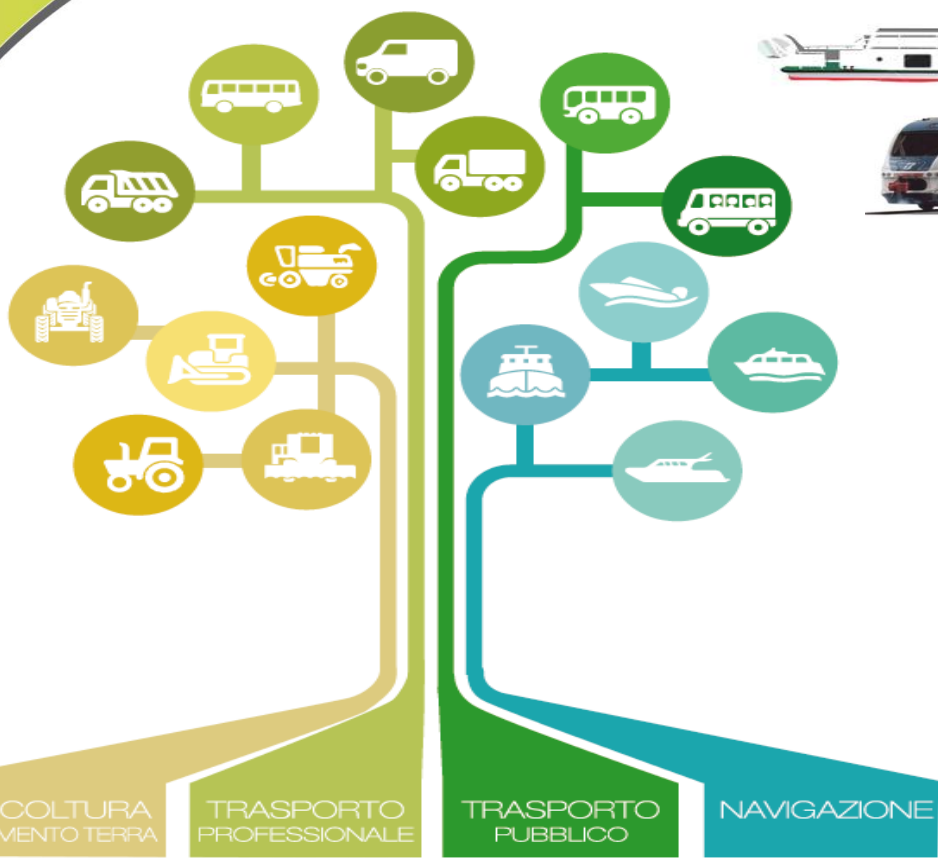 COLTURA
MENTO TERRA
TRASPORTO
PROFESSIONALE
TRASPORTO
PUBBLICO
NAVIGAZIONE